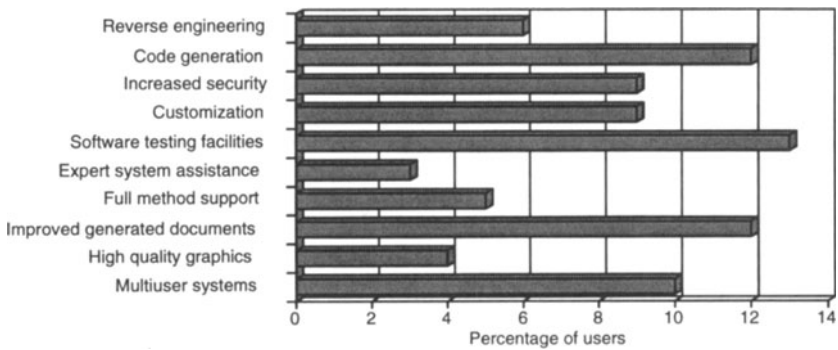 Reverse engineering
Code generation
Increased security
Customization
Software testing facilities
Expert system assistance
Full method support
Improved generated documents
High quality graphics
Multiuser systems
0 2 4 6 8 10 12 14
Percentage of users